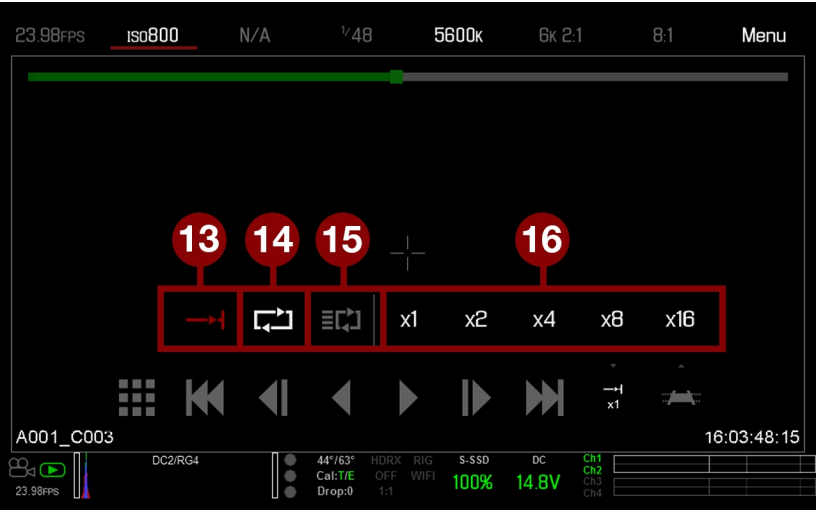 23.98FPS ISO800 N/A 1/48 5600K 6K 2:1 8:1 Menu
13 14 15 16
x1 x2 x4 x8 x16
x1
A001_C003 16:03:48:15
DC2/RG4 44°/63° HDRX RIG S-SSD DC Ch1
Cal:T/E OFF WIFI 100% 14.8V Ch2
23.98FPS Drop:0 1:1 Ch3
Ch4